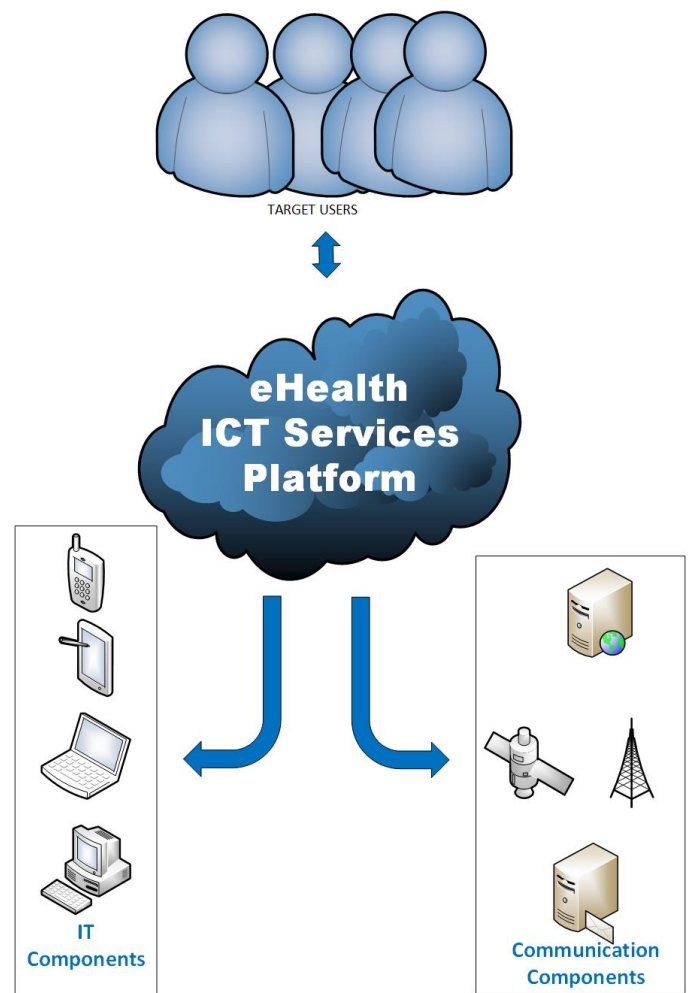 TARGET USERS
eHealth
ICT Services
Platform
IT
Components
Communication
Components